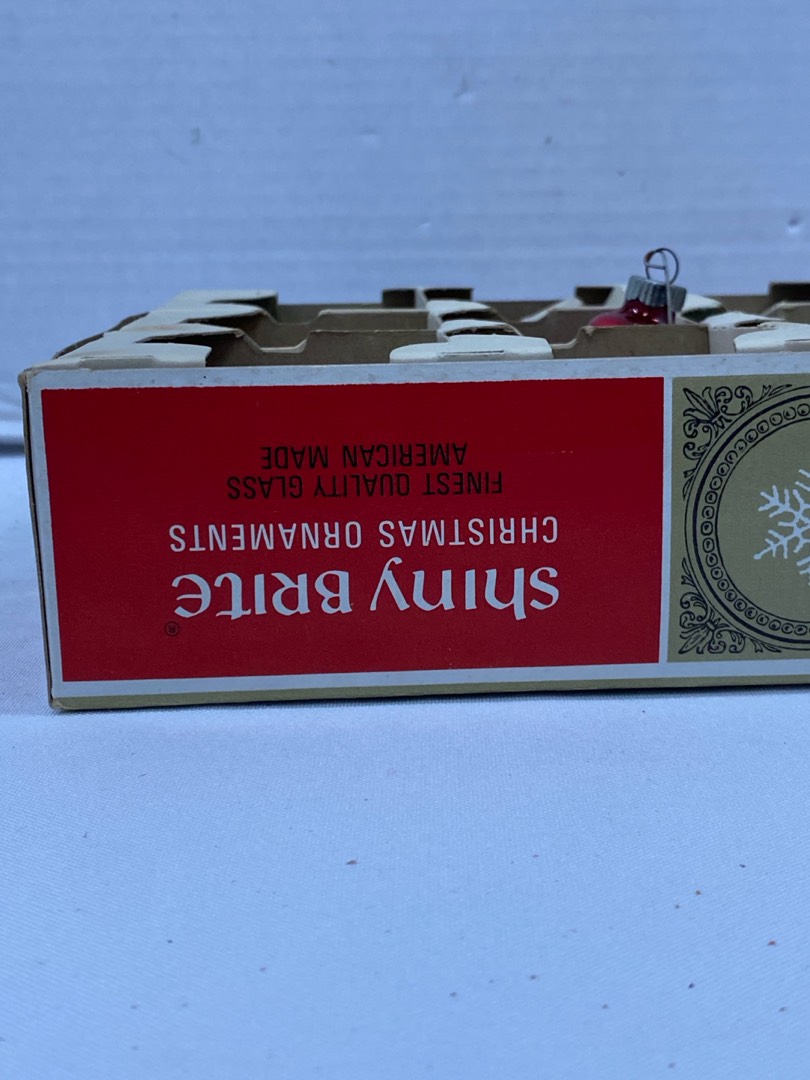 shiny BRite®
CHRISTMAS ORNAMENTS
FINEST QUALITY GLASS
AMERICAN MADE